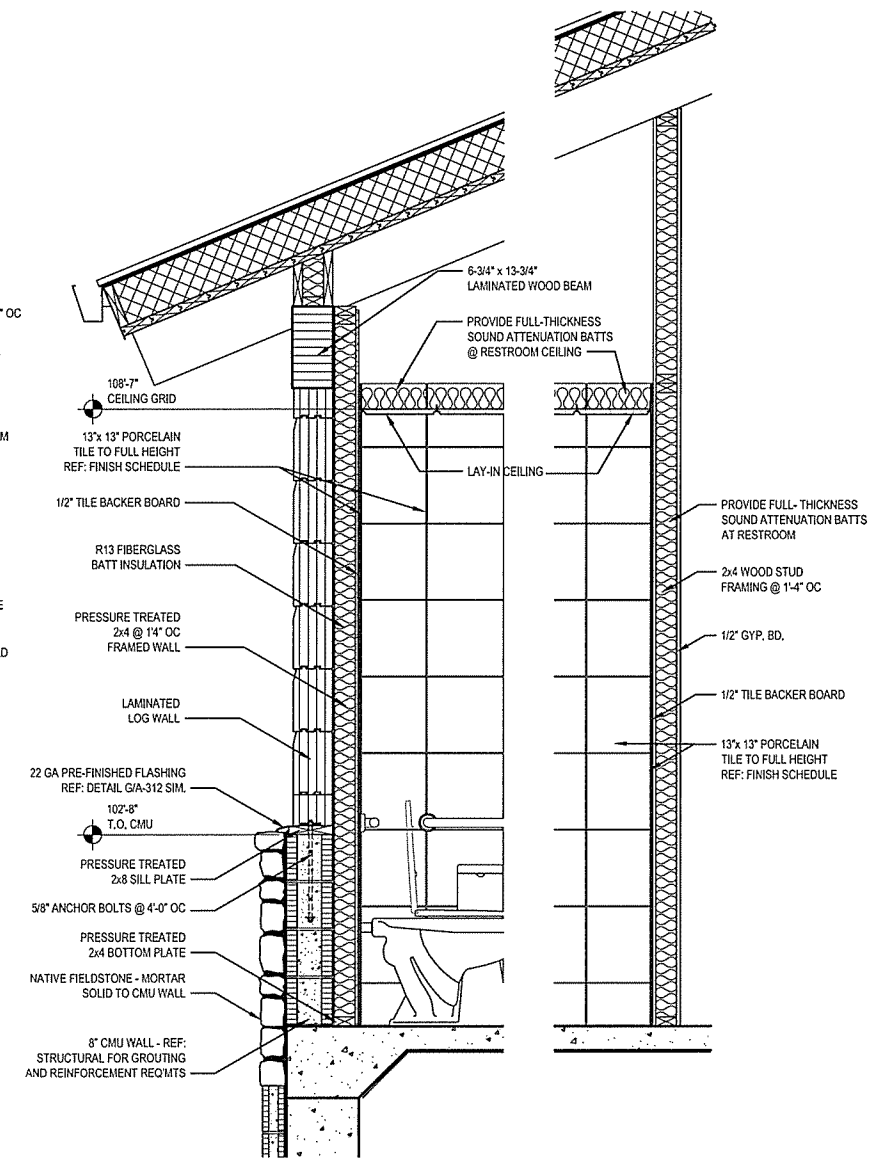 " OC
M
E
D
6-3/4" x 13-3/4"
LAMINATED WOOD BEAM
PROVIDE FULL-THICKNESS
SOUND ATTENUATION BATTS
@ RESTROOM CEILING
108'-7"
CEILING GRID
13"x 13" PORCELAIN
TILE TO FULL HEIGHT
REF: FINISH SCHEDULE
LAY-IN CEILING
1/2" TILE BACKER BOARD
R13 FIBERGLASS
BATT INSULATION
PRESSURE TREATED
2x4 @ 1'4" OC
FRAMED WALL
LAMINATED
LOG WALL
22 GA PRE-FINISHED FLASHING
REF: DETAIL G/A-312 SIM.
102'-8"
T.O. CMU
PRESSURE TREATED
2x8 SILL PLATE
5/8" ANCHOR BOLTS @ 4'-0" OC
PRESSURE TREATED
2x4 BOTTOM PLATE
NATIVE FIELDSTONE - MORTAR
SOLID TO CMU WALL
8" CMU WALL - REF:
STRUCTURAL FOR GROUTING
AND REINFORCEMENT REQ'MTS
PROVIDE FULL- THICKNESS
SOUND ATTENUATION BATTS
AT RESTROOM
2x4 WOOD STUD
FRAMING @ 1'-4" OC
1/2" GYP. BD.
1/2" TILE BACKER BOARD
13"x 13" PORCELAIN
TILE TO FULL HEIGHT
REF: FINISH SCHEDULE